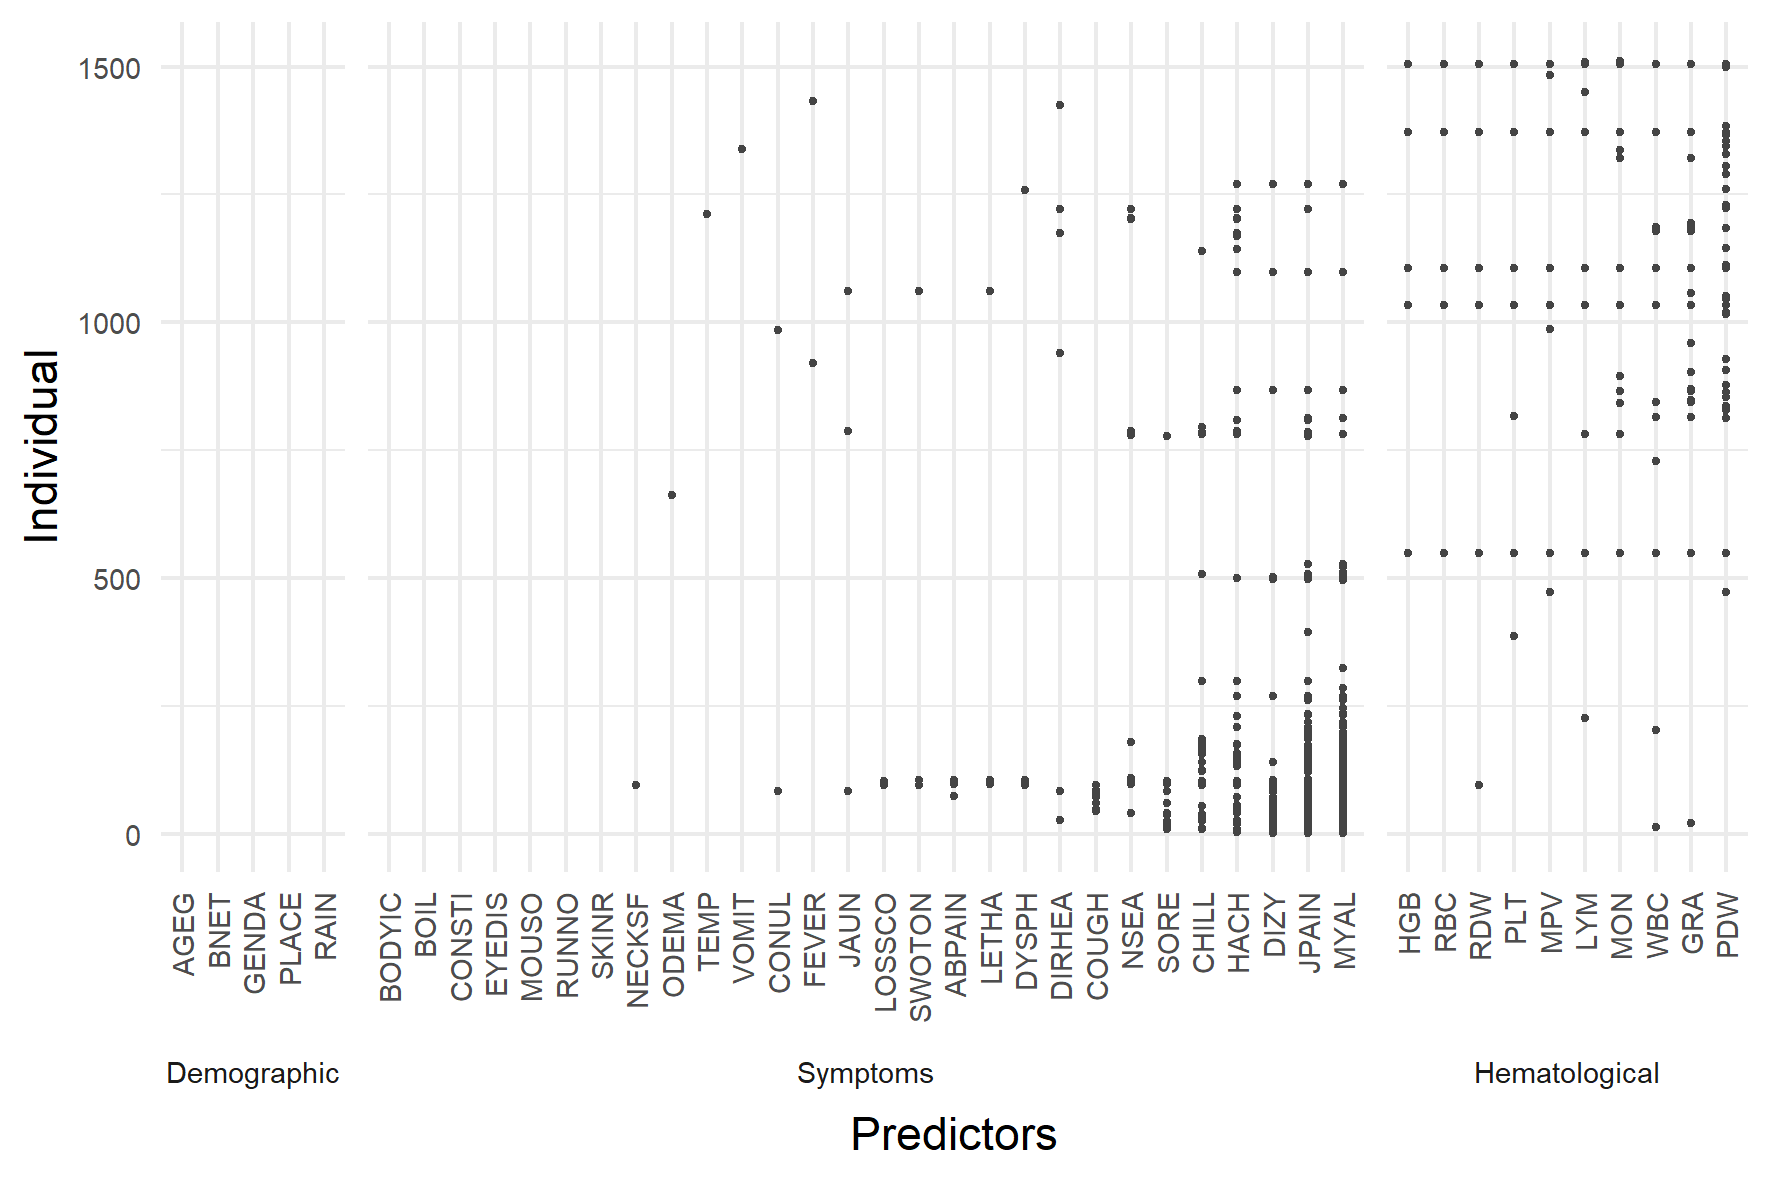 Individual
1500
1000
500
0
AGEG
BNET
GENDA
PLACE
RAIN
BODYIC
BOIL
CONSTI
EYEDIS
MOUSO
RUNNO
SKINR
NECKSF
ODEMA
TEMP
VOMIT
CONUL
FEVER
JAUN
LOSSCO
SWOTON
ABPAIN
LETHA
DYSPH
DIRHEA
COUGH
NSEA
SORE
CHILL
HACH
DIZY
JPAIN
MYAL
HGB
RBC
RDW
PLT
MPV
LYM
MON
WBC
GRA
PDW
Demographic
Symptoms
Hematological
Predictors